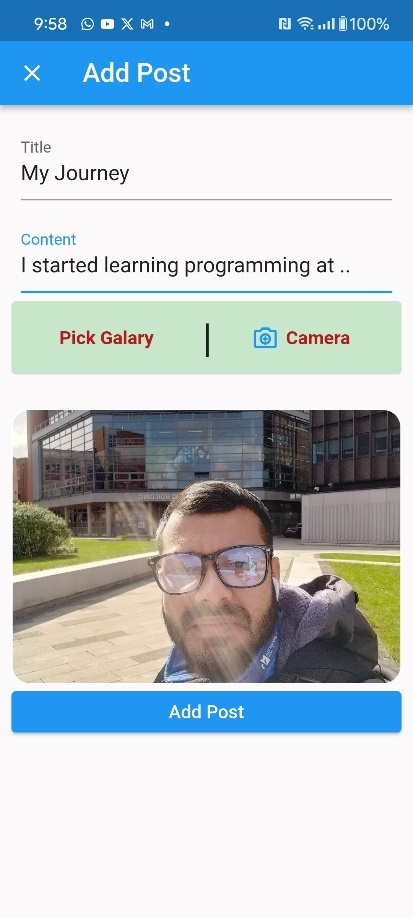 9:58 100%
Add Post
Title
My Journey
Content
I started learning programming at ..
Pick Galary | Camera
Add Post